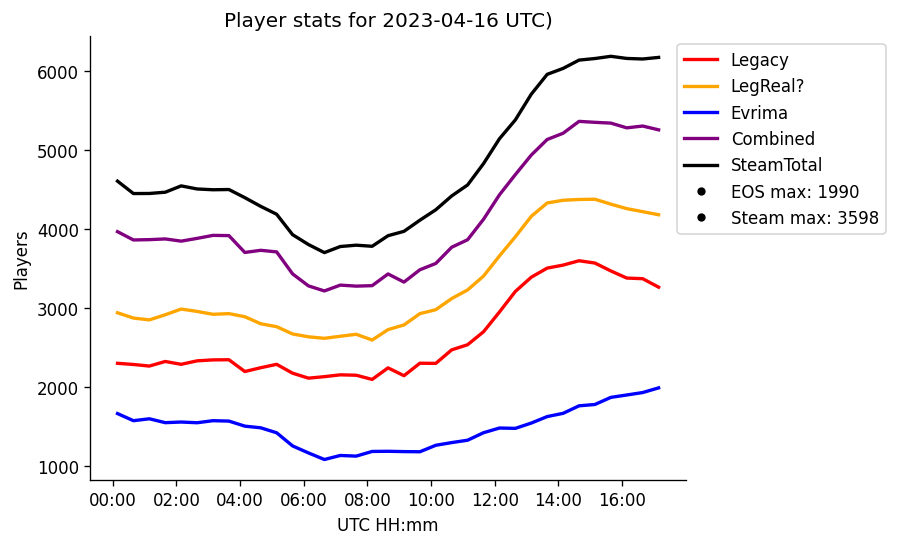 Player stats for 2023-04-16 UTC)
Players
6000
5000
4000
3000
2000
1000
00:00 02:00 04:00 06:00 08:00 10:00 12:00 14:00 16:00
UTC HH:mm
Legacy
LegReal?
Evrima
Combined
SteamTotal
EOS max: 1990
Steam max: 3598